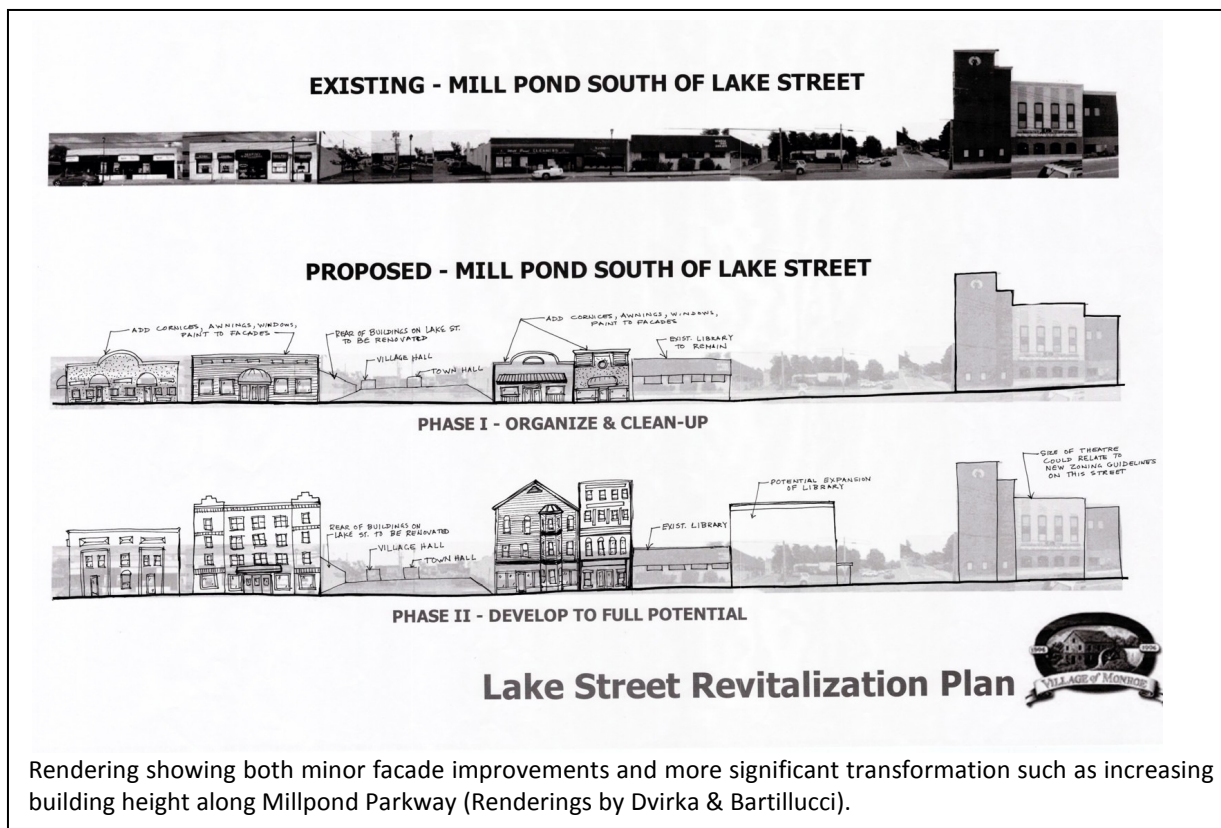 EXISTING - MILL POND SOUTH OF LAKE STREET
PROPOSED - MILL POND SOUTH OF LAKE STREET
ADD CORNICES, AWNINGS, WINDOWS,
PAINT TO FACADES
REAR OF BUILDINGS ON LAKE ST.
TO BE RENOVATED
VILLAGE HALL
TOWN HALL
ADD CORNICES, AWNINGS, WINDOWS,
PAINT TO FACADES
EXIST. LIBRARY
TO REMAIN
PHASE I - ORGANIZE & CLEAN-UP
REAR OF BUILDINGS ON
LAKE ST. TO BE RENOVATED
VILLAGE HALL
TOWN HALL
EXIST. LIBRARY
POTENTIAL EXPANSION
OF LIBRARY
SIZE OF THEATRE
COULD RELATE TO
NEW ZONING GUIDELINES
ON THIS STREET
PHASE II - DEVELOP TO FULL POTENTIAL
Lake Street Revitalization Plan
VILLAGE of MONROE
Rendering showing both minor facade improvements and more significant transformation such as increasing
building height along Millpond Parkway (Renderings by Dvirka & Bartillucci).